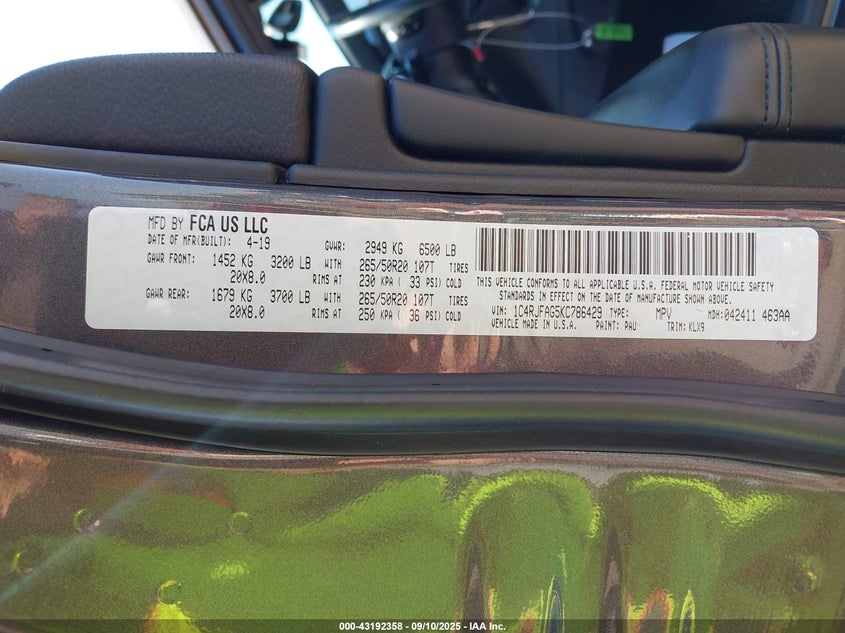 MFD BY FCA US LLC
DATE OF MFR(BUILT): 4-19 GVWR: 2949 KG 6500 LB
GAWR FRONT: 1452 KG 3200 LB WITH 265/50R20 107T TIRES
20X8.0 RIMS AT 230 KPA ( 33 PSI) COLD
GAWR REAR: 1679 KG 3700 LB WITH 265/50R20 107T TIRES
20X8.0 RIMS AT 250 KPA ( 36 PSI) COLD
THIS VEHICLE CONFORMS TO ALL APPLICABLE U.S.A. FEDERAL MOTOR VEHICLE SAFETY
STANDARDS IN EFFECT ON THE DATE OF MANUFACTURE SHOWN ABOVE.
VIN: 1C4RJFAG5KC786429 TYPE: MPV MDH: 042411 463AA
VEHICLE MADE IN U.S.A. PAINT: PAU TRIM: KLX9
000-43192358 - 09/10/2025 - IAA Inc.